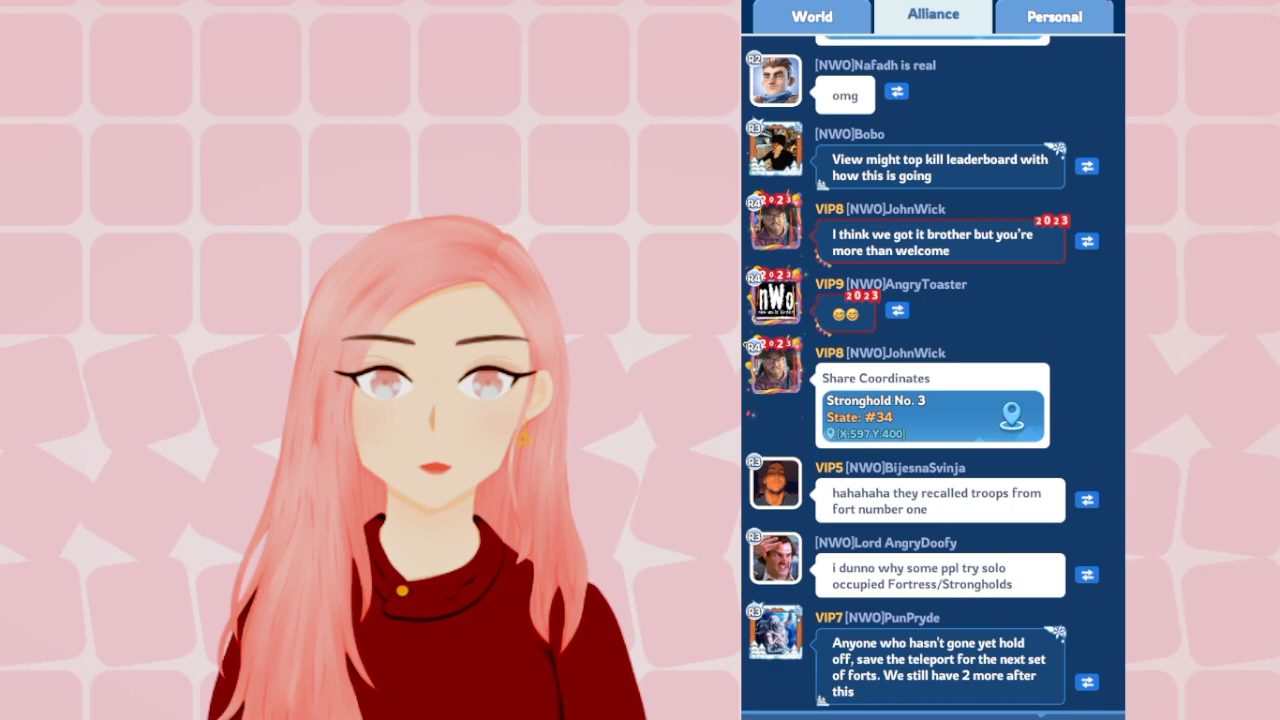 World
Alliance
Personal
R2
[NWO]Nafadh is real
omg
R3
[NWO]Bobo
View might top kill leaderboard with
how this is going
R4
2023
VIP8 [NWO]JohnWick
2023
I think we got it brother but you're
more than welcome
R4
2023
nWo
VIP9 [NWO]AngryToaster
2023
R4
2023
VIP8 [NWO]JohnWick
Share Coordinates
Stronghold No. 3
State: #34
[X:597 Y:400]
R3
VIP5 [NWO]BijesnaSvinja
hahahaha they recalled troops from
fort number one
R3
[NWO]Lord AngryDoofy
i dunno why some ppl try solo
occupied Fortress/Strongholds
R3
VIP7 [NWO]PunPryde
Anyone who hasn't gone yet hold
off, save the teleport for the next set
of forts. We still have 2 more after
this